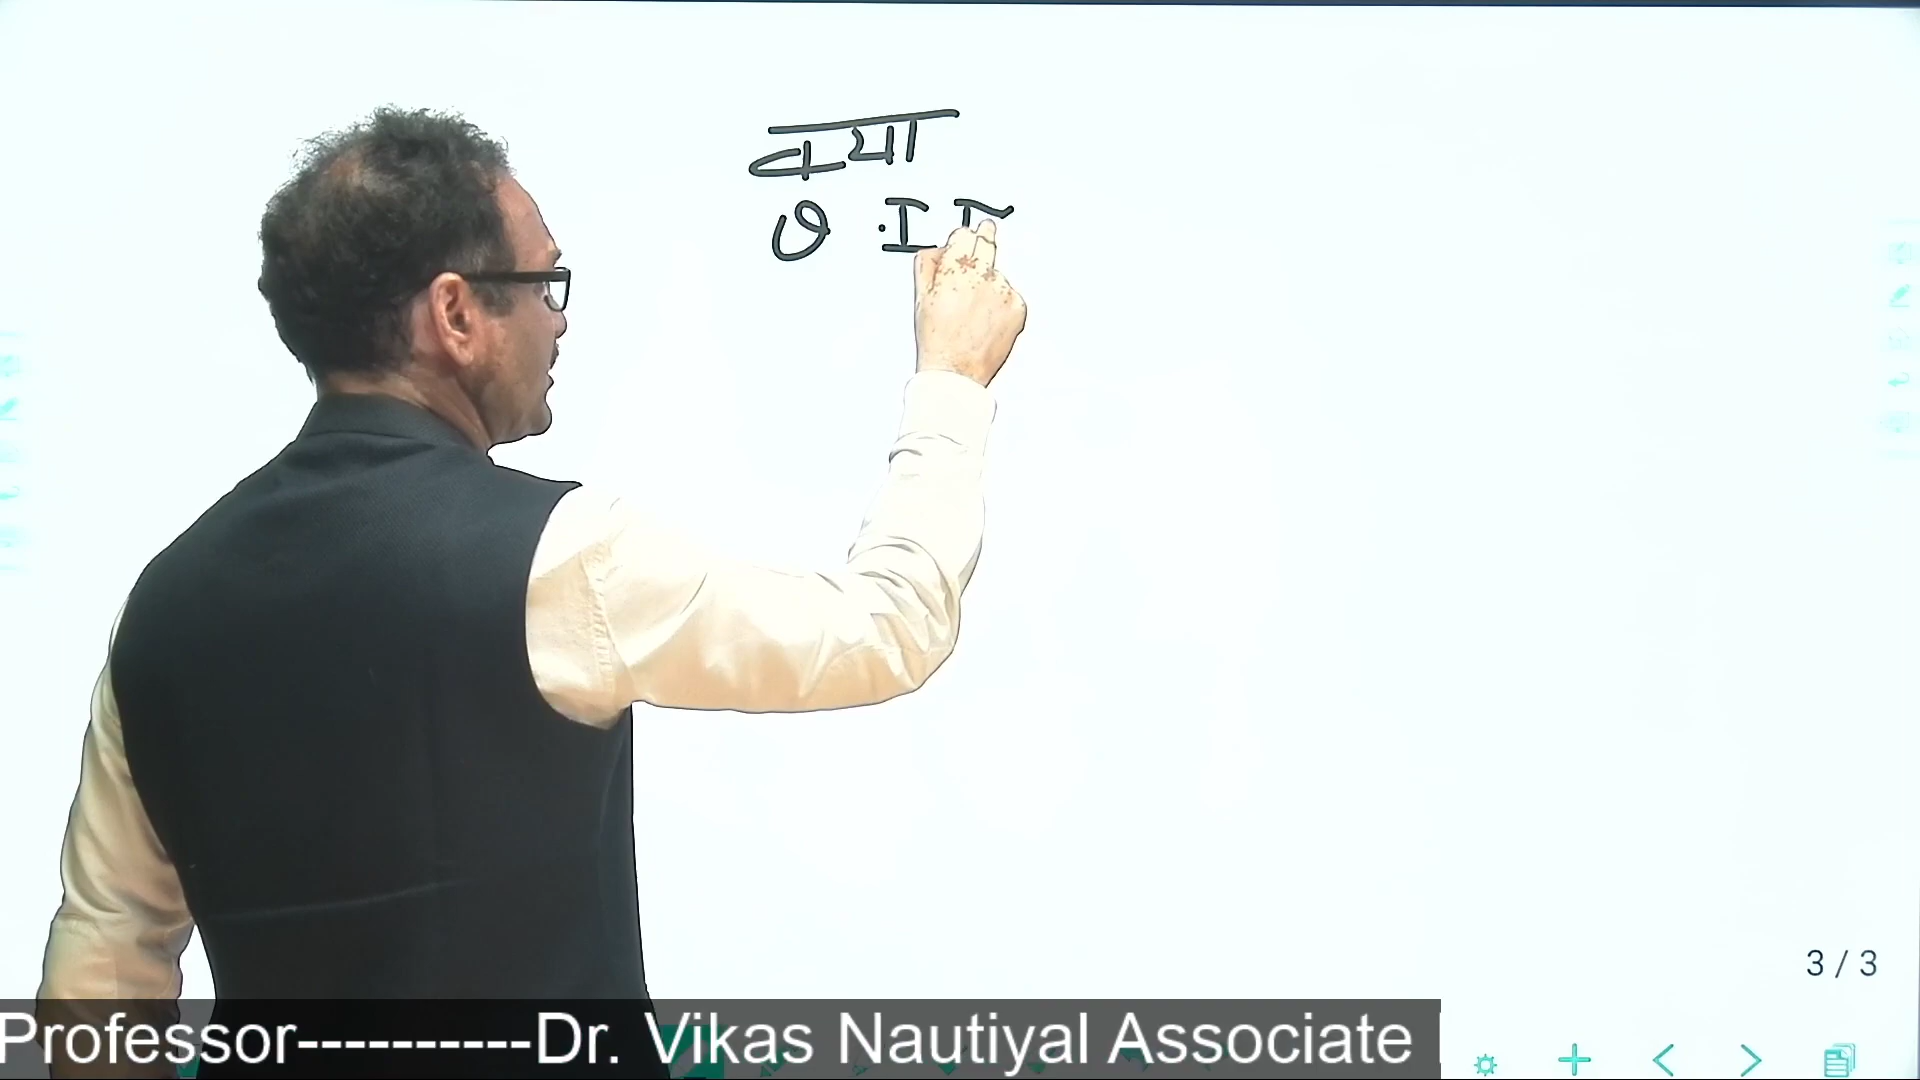 क्या
3 / 3
Professor----------Dr. Vikas Nautiyal Associate